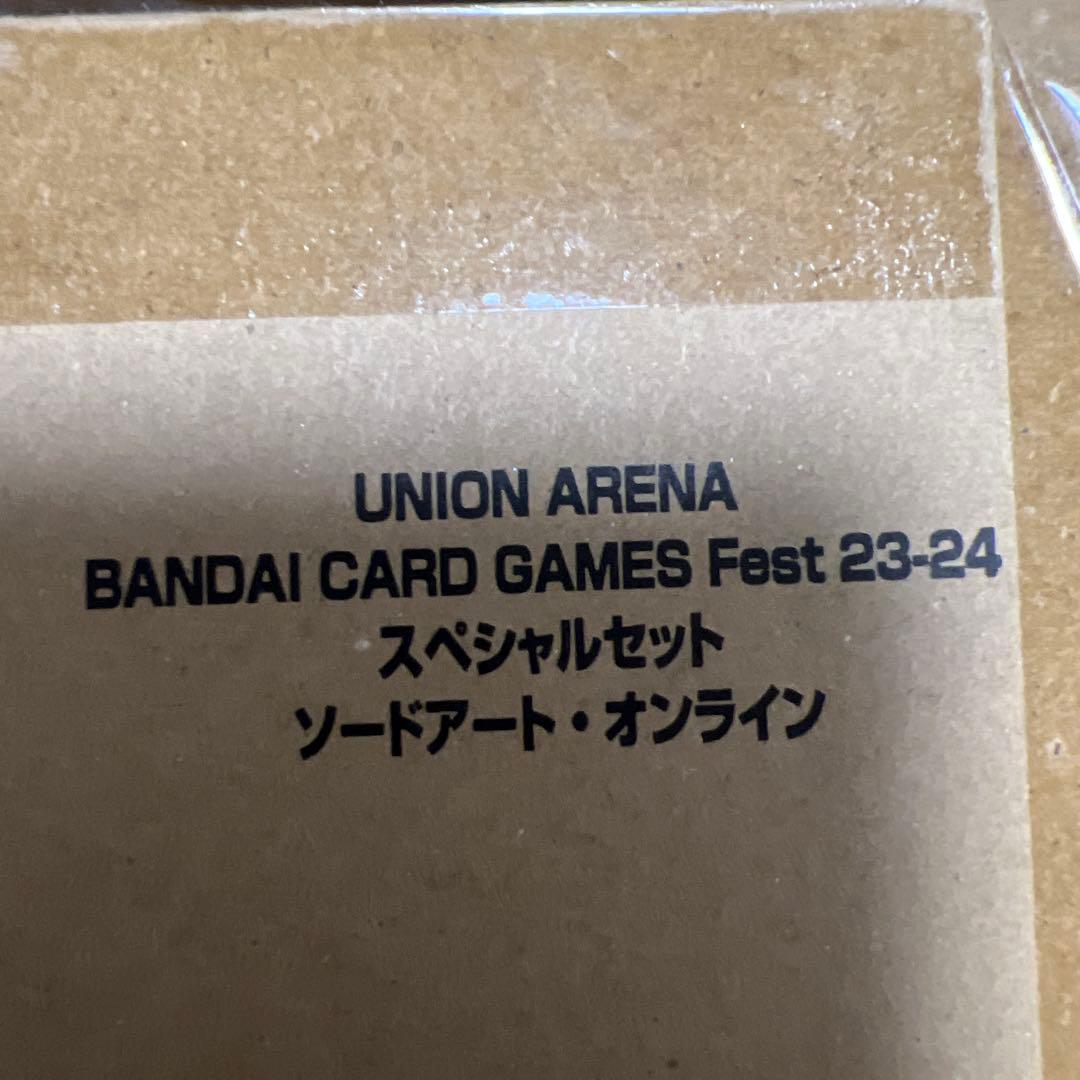 UNION ARENA
BANDAI CARD GAMES Fest 23-24
スペシャルセット
ソードアート・オンライン